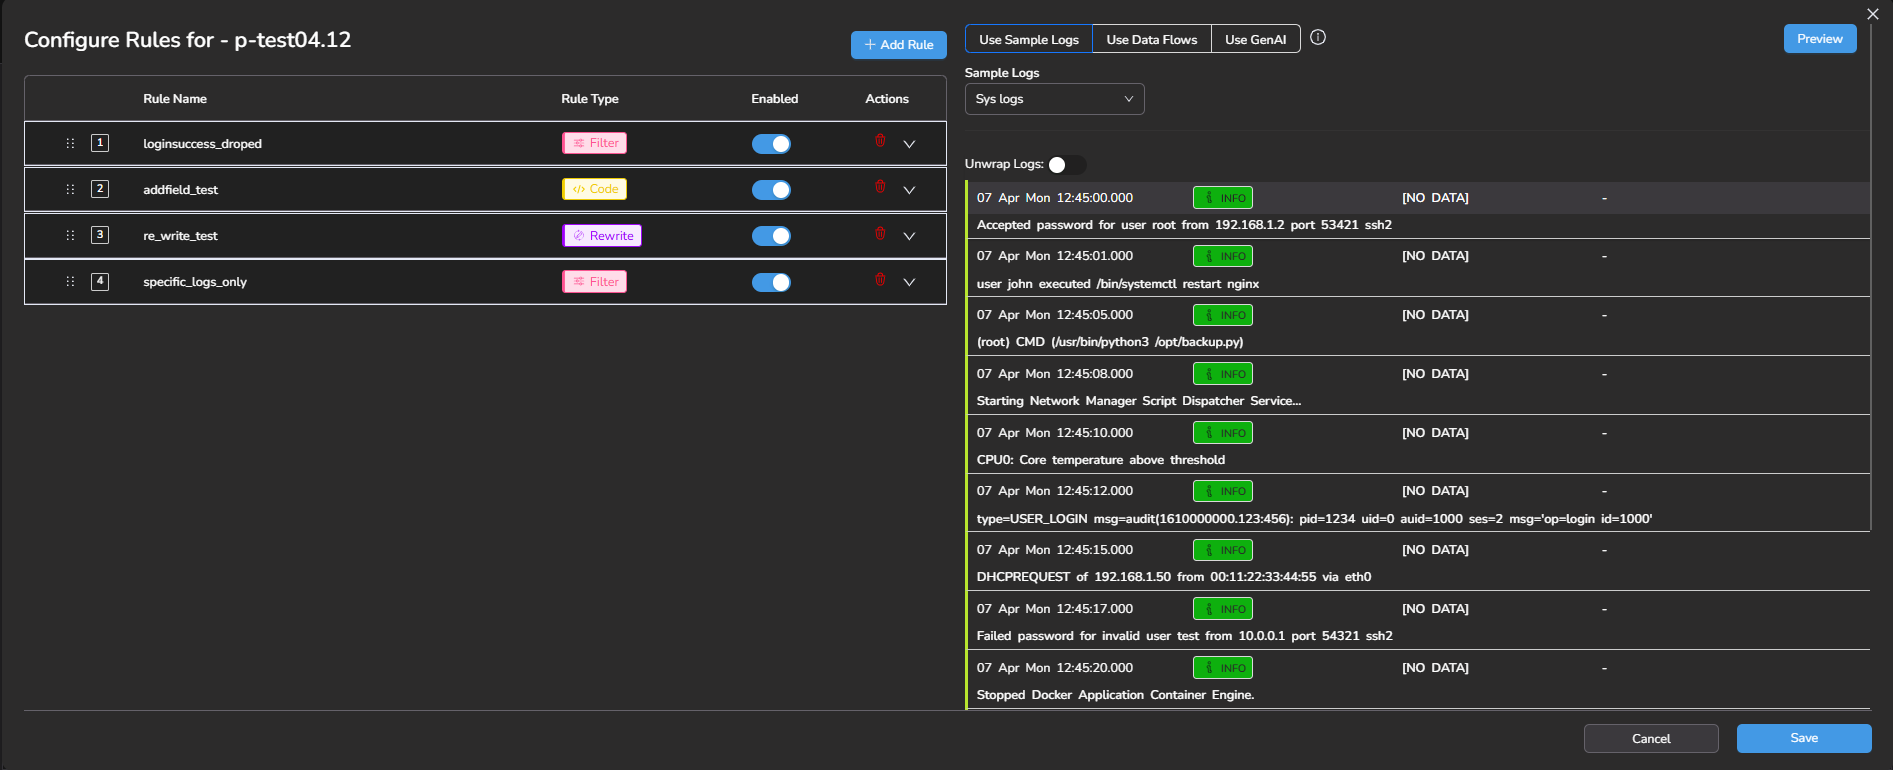 Configure Rules for - p-test04.12
+ Add Rule
Rule Name Rule Type Enabled Actions
1 loginsuccess_droped Filter
2 addfield_test </> Code
3 re_write_test Rewrite
4 specific_logs_only Filter
Use Sample Logs Use Data Flows Use GenAI
Preview
Sample Logs
Sys logs
Unwrap Logs:
07 Apr Mon 12:45:00.000 INFO [NO DATA] -
Accepted password for user root from 192.168.1.2 port 53421 ssh2
07 Apr Mon 12:45:01.000 INFO [NO DATA] -
user john executed /bin/systemctl restart nginx
07 Apr Mon 12:45:05.000 INFO [NO DATA] -
(root) CMD (/usr/bin/python3 /opt/backup.py)
07 Apr Mon 12:45:08.000 INFO [NO DATA] -
Starting Network Manager Script Dispatcher Service...
07 Apr Mon 12:45:10.000 INFO [NO DATA] -
CPU0: Core temperature above threshold
07 Apr Mon 12:45:12.000 INFO [NO DATA] -
type=USER_LOGIN msg=audit(1610000000.123:456): pid=1234 uid=0 auid=1000 ses=2 msg='op=login id=1000'
07 Apr Mon 12:45:15.000 INFO [NO DATA] -
DHCPREQUEST of 192.168.1.50 from 00:11:22:33:44:55 via eth0
07 Apr Mon 12:45:17.000 INFO [NO DATA] -
Failed password for invalid user test from 10.0.0.1 port 54321 ssh2
07 Apr Mon 12:45:20.000 INFO [NO DATA] -
Stopped Docker Application Container Engine.
Cancel Save